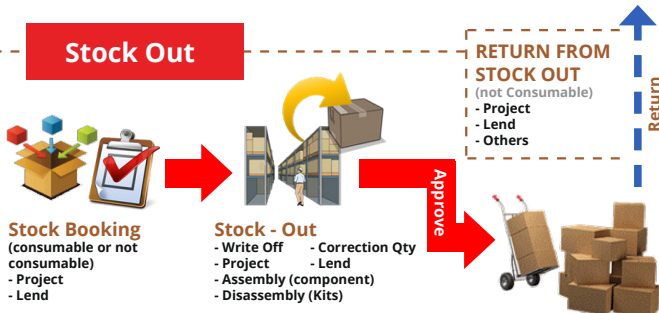 Stock Out
RETURN FROM
STOCK OUT
(not Consumable)
- Project
- Lend
- Others
Return
Approve
Stock Booking
(consumable or not
consumable)
- Project
- Lend
Stock - Out
- Write Off - Correction Qty
- Project - Lend
- Assembly (component)
- Disassembly (Kits)